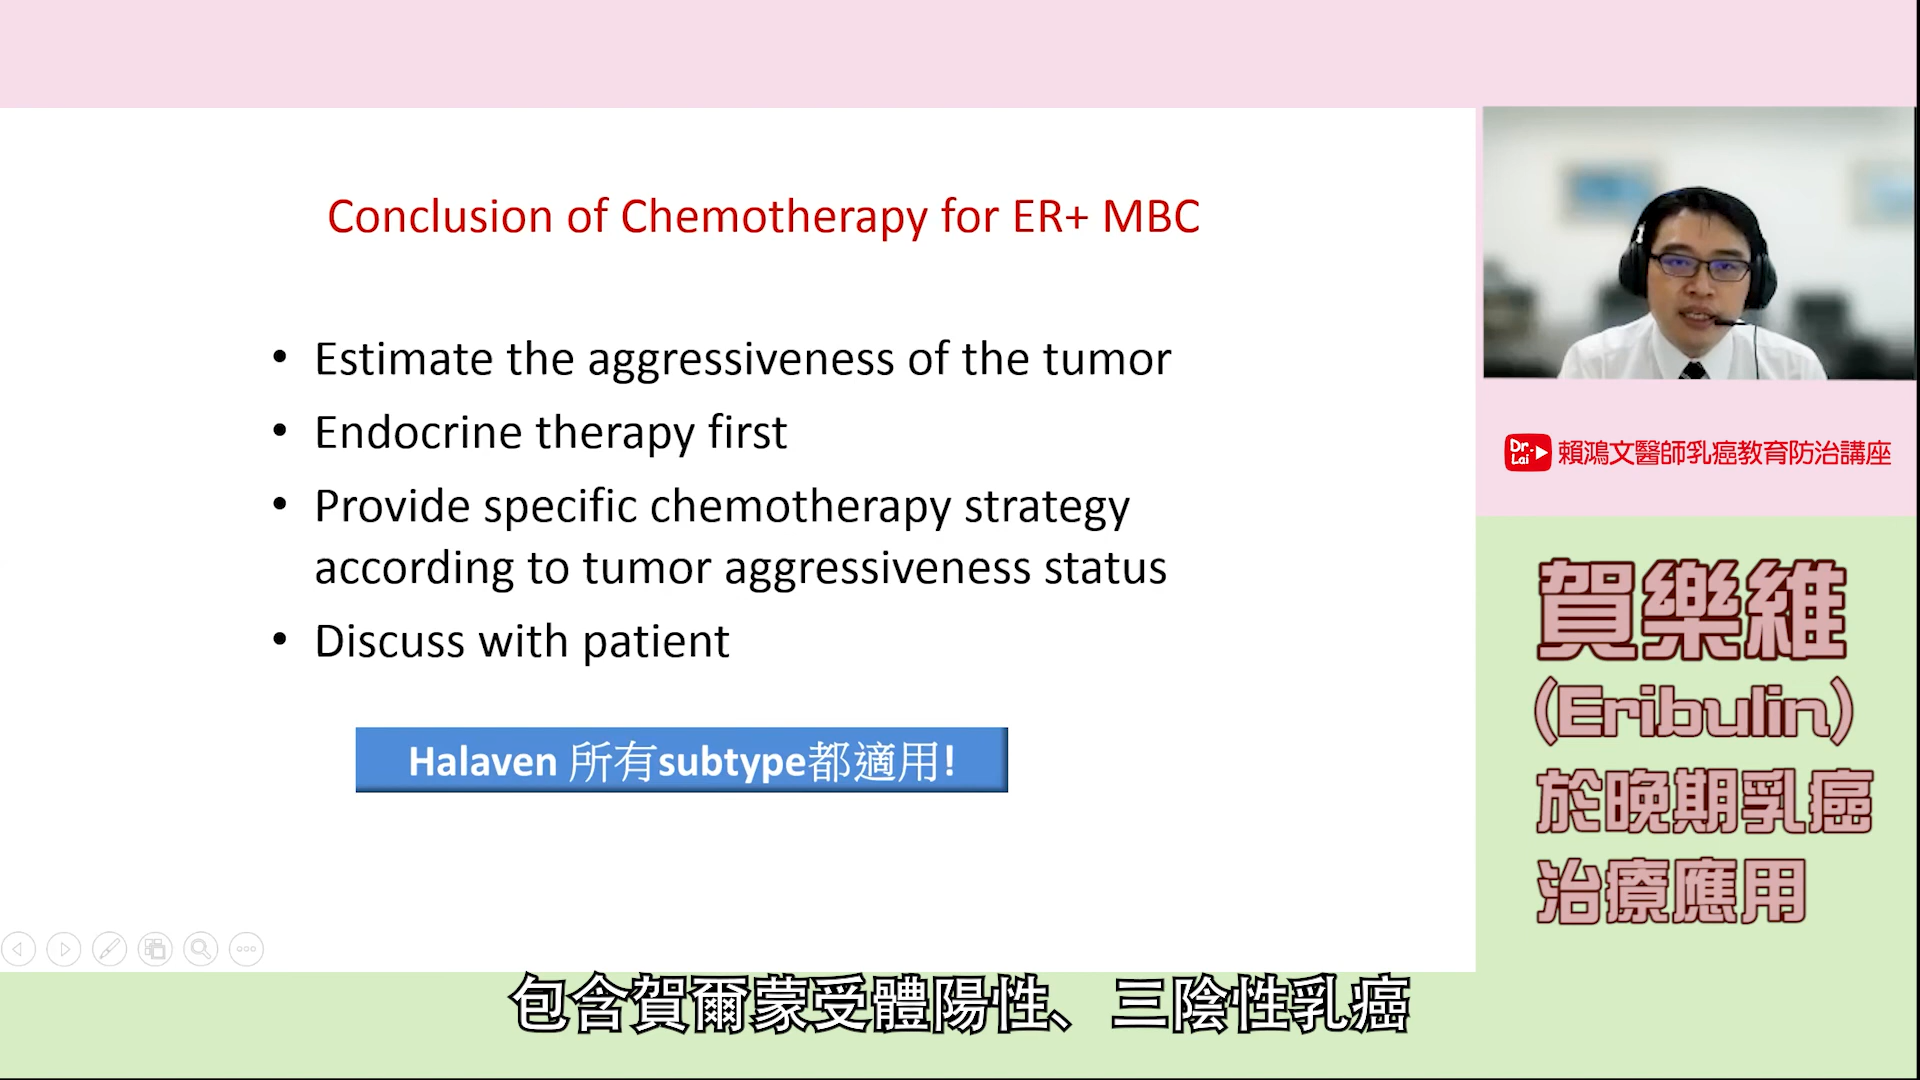 Conclusion of Chemotherapy for ER+ MBC
• Estimate the aggressiveness of the tumor
• Endocrine therapy first
• Provide specific chemotherapy strategy
according to tumor aggressiveness status
• Discuss with patient
Halaven 所有subtype都適用!
Dr. Lai
賴鴻文醫師乳癌教育防治講座
賀樂維
(Eribulin)
於晚期乳癌
治療應用
包含賀爾蒙受體陽性、三陰性乳癌